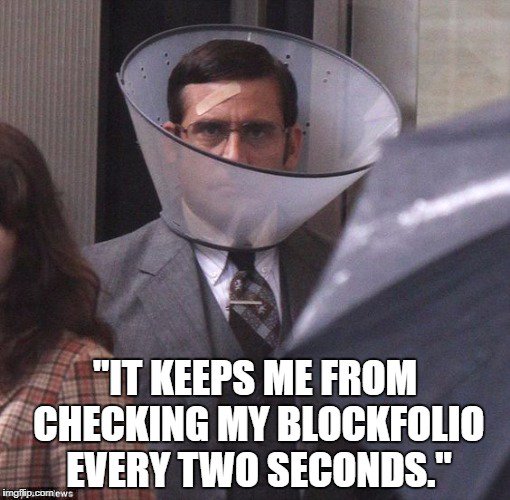 "IT KEEPS ME FROM
CHECKING MY BLOCKFOLIO
EVERY TWO SECONDS."
imgflip.com